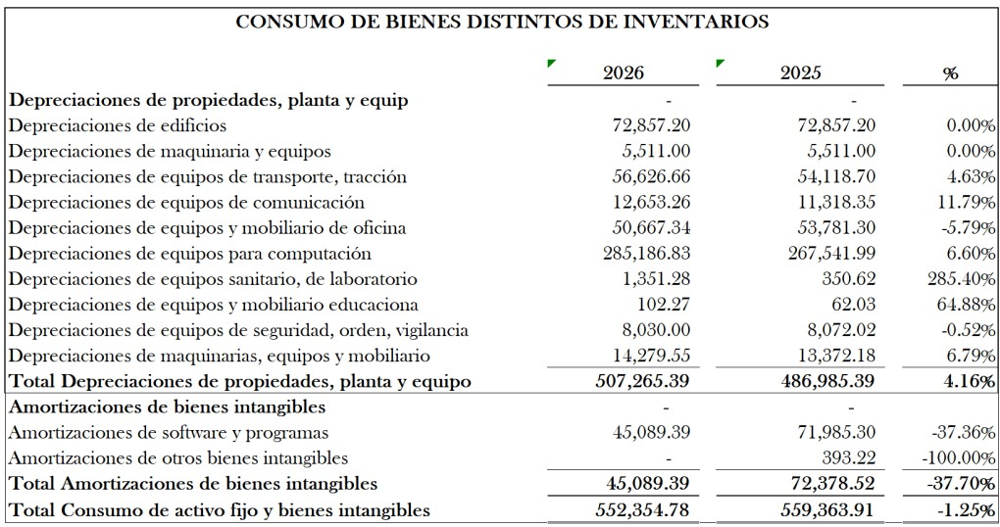 CONSUMO DE BIENES DISTINTOS DE INVENTARIOS
2026 2025 %
Depreciaciones de propiedades, planta y equip - -
Depreciaciones de edificios 72,857.20 72,857.20 0.00%
Depreciaciones de maquinaria y equipos 5,511.00 5,511.00 0.00%
Depreciaciones de equipos de transporte, tracción 56,626.66 54,118.70 4.63%
Depreciaciones de equipos de comunicación 12,653.26 11,318.35 11.79%
Depreciaciones de equipos y mobiliario de oficina 50,667.34 53,781.30 -5.79%
Depreciaciones de equipos para computación 285,186.83 267,541.99 6.60%
Depreciaciones de equipos sanitario, de laboratorio 1,351.28 350.62 285.40%
Depreciaciones de equipos y mobiliario educaciona 102.27 62.03 64.88%
Depreciaciones de equipos de seguridad, orden, vigilancia 8,030.00 8,072.02 -0.52%
Depreciaciones de maquinarias, equipos y mobiliario 14,279.55 13,372.18 6.79%
Total Depreciaciones de propiedades, planta y equipo 507,265.39 486,985.39 4.16%
Amortizaciones de bienes intangibles - -
Amortizaciones de software y programas 45,089.39 71,985.30 -37.36%
Amortizaciones de otros bienes intangibles - 393.22 -100.00%
Total Amortizaciones de bienes intangibles 45,089.39 72,378.52 -37.70%
Total Consumo de activo fijo y bienes intangibles 552,354.78 559,363.91 -1.25%